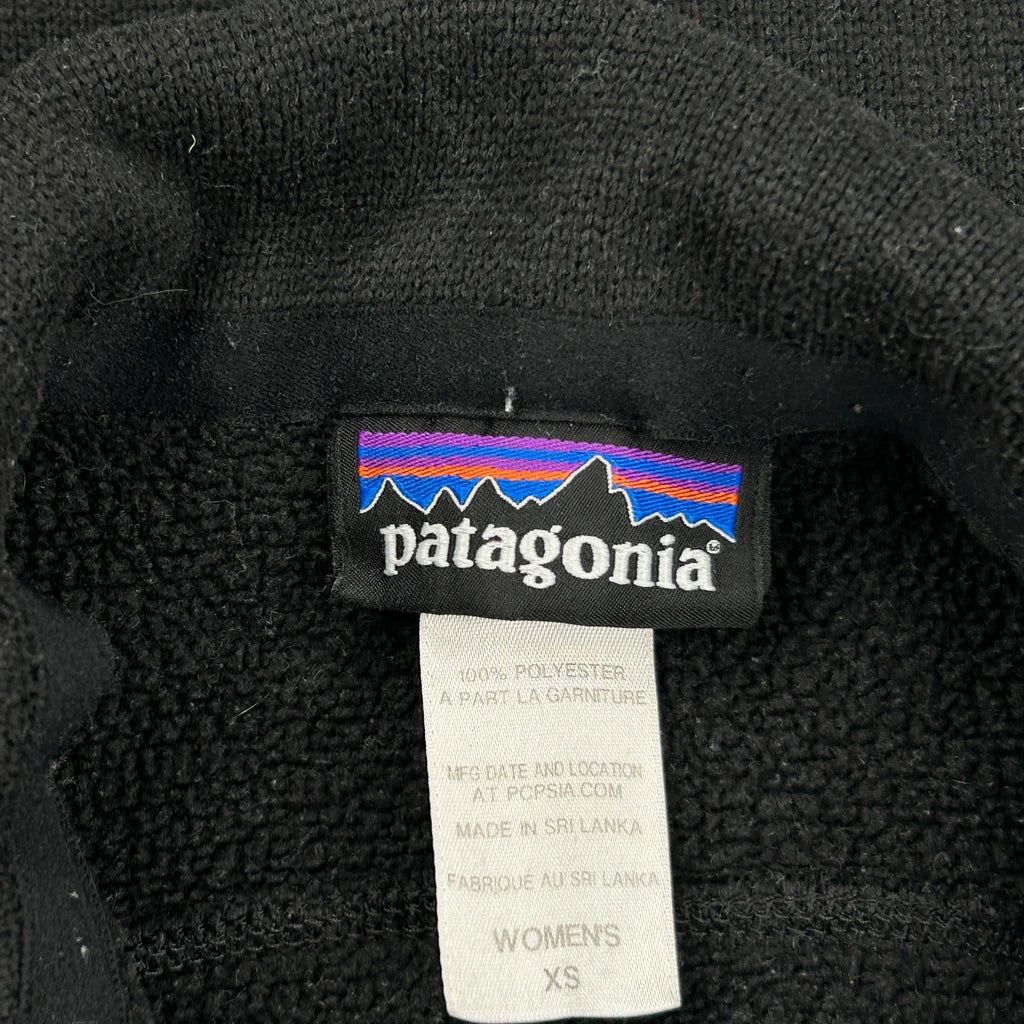 patagonia®
100% POLYESTER
A PART LA GARNITURE
MFG DATE AND LOCATION
AT PCPSIA.COM
MADE IN SRI LANKA
FABRIQUE AU SRI LANKA
WOMEN'S
XS